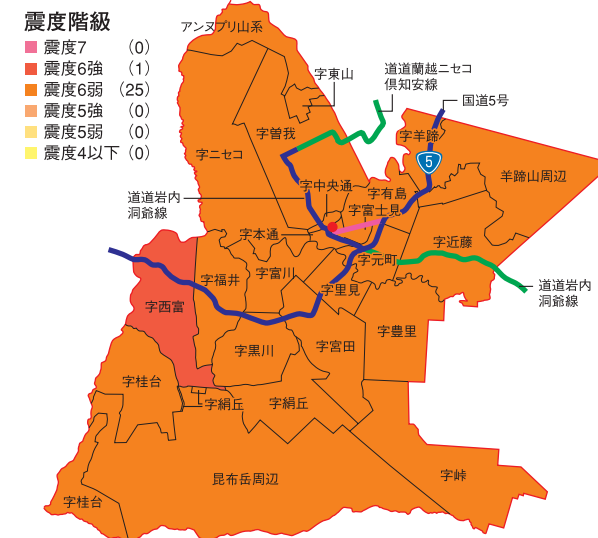 震度階級
震度7 （0）
震度6強 （1）
震度6弱 （25）
震度5強 （0）
震度5弱 （0）
震度4以下（0）
アンヌプリ山系
字東山
道道蘭越ニセコ
倶知安線
国道5号
字曽我
字羊蹄
字ニセコ
5
羊蹄山周辺
字中央通
字有島
道道岩内
洞爺線
字富士見
字本通
字近藤
字元町
字福井
字富川
字里見
道道岩内
洞爺線
字西富
字豊里
字宮田
字黒川
字桂台
字絹丘
字絹丘
字峠
昆布岳周辺
字桂台